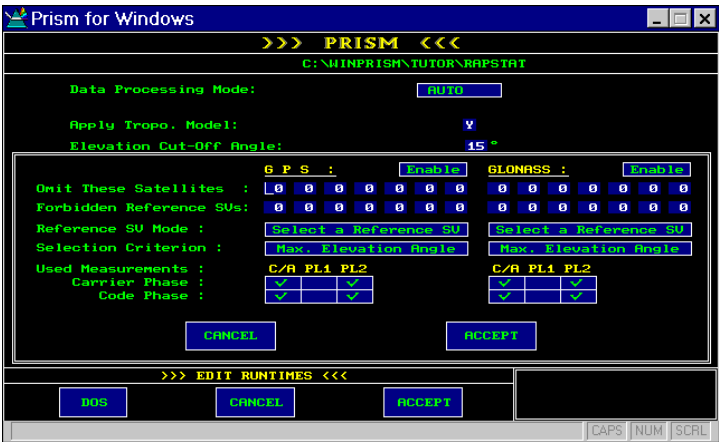 Prism for Windows
>>> PRISM <<<
C:\WINPRISM\TUTOR\RAPSTAT
Data Processing Mode: AUTO
Apply Tropo. Model: Y
Elevation Cut-Off Angle: 15 °
G P S : Enable GLONASS : Enable
Omit These Satellites : 0 0 0 0 0 0 0 0 0 0 0 0 0 0
Forbidden Reference SVs: 0 0 0 0 0 0 0 0 0 0 0 0 0 0
Reference SV Mode : Select a Reference SV Select a Reference SV
Selection Criterion : Max. Elevation Angle Max. Elevation Angle
Used Measurements : C/A PL1 PL2 C/A PL1 PL2
Carrier Phase : ✓ ✓ ✓ ✓
Code Phase : ✓ ✓ ✓ ✓
CANCEL ACCEPT
>>> EDIT RUNTIMES <<<
DOS CANCEL ACCEPT
CAPS NUM SCRL